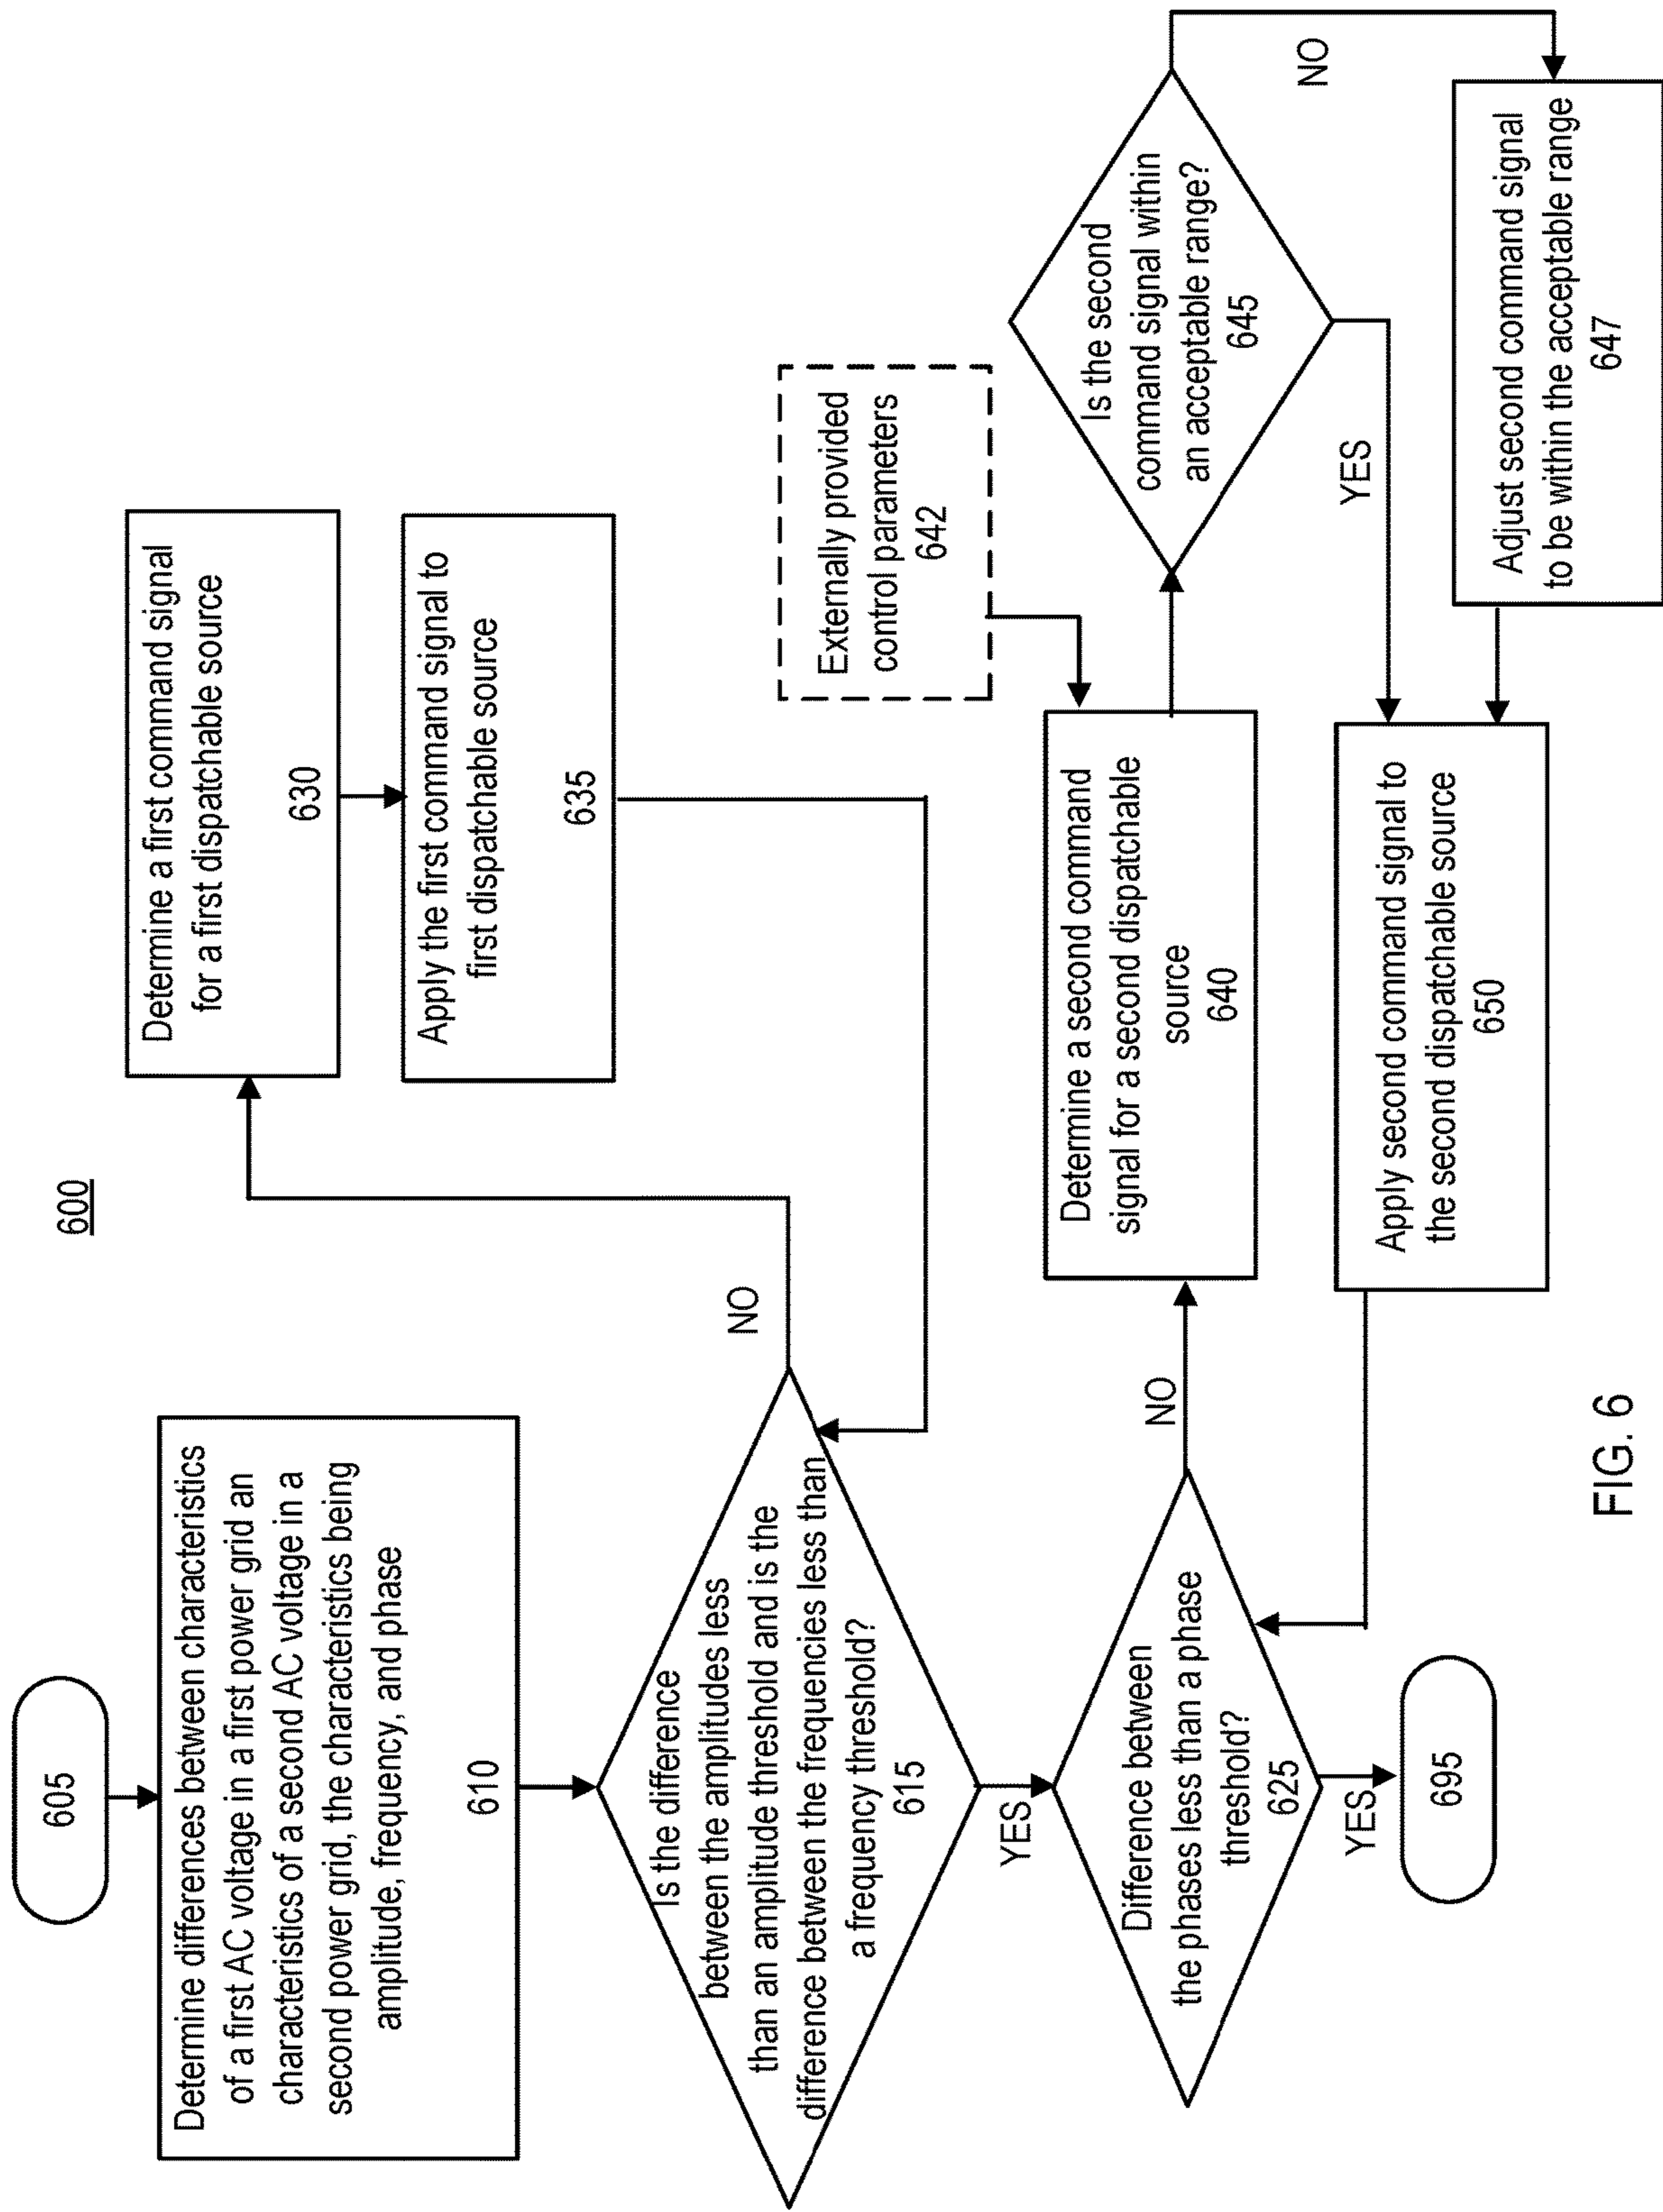 600
605
Determine differences between characteristics
of a first AC voltage in a first power grid an
characteristics of a second AC voltage in a
second power grid, the characteristics being
amplitude, frequency, and phase
610
Is the difference
between the amplitudes less
than an amplitude threshold and is the
difference between the frequencies less than
a frequency threshold?
615
NO
YES
Determine a first command signal
for a first dispatchable source
630
Apply the first command signal to
first dispatchable source
635
Difference between
the phases less than a phase
threshold?
625
NO
YES
695
Externally provided
control parameters
642
Determine a second command
signal for a second dispatchable
source
640
Is the second
command signal within
an acceptable range?
645
NO
YES
Adjust second command signal
to be within the acceptable range
647
Apply second command signal to
the second dispatchable source
650
FIG. 6